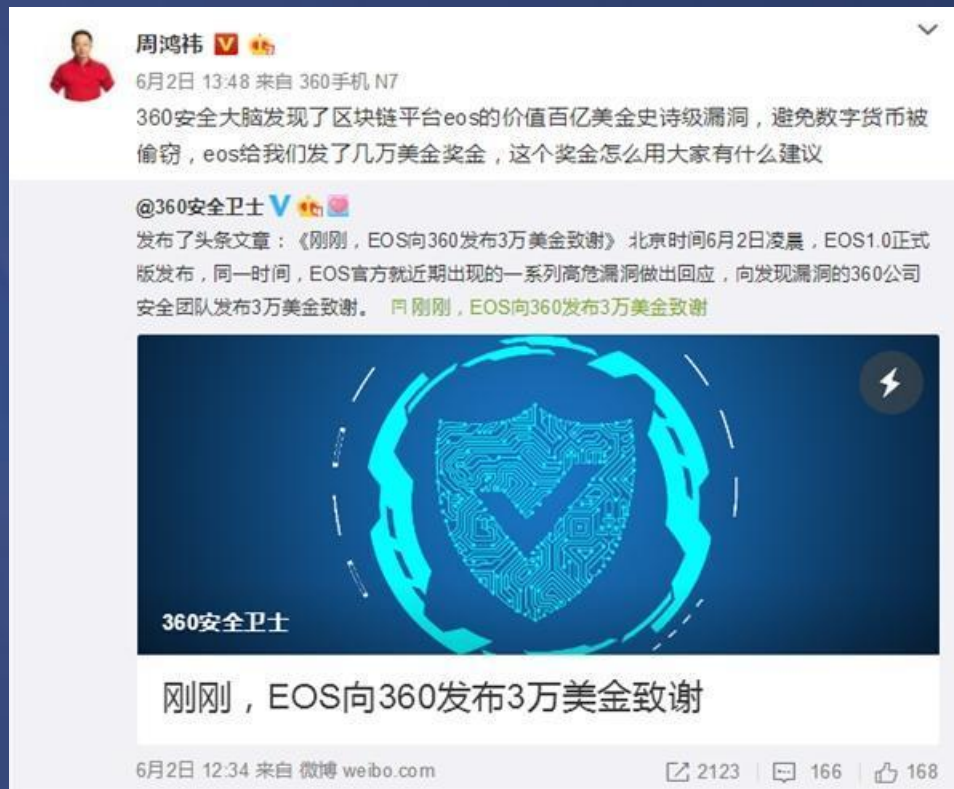 周鸿祎
6月2日 13:48 来自 360手机 N7
360安全大脑发现了区块链平台eos的价值百亿美金史诗级漏洞，避免数字货币被
偷窃，eos给我们发了几万美金奖金，这个奖金怎么用大家有什么建议
@360安全卫士
发布了头条文章：《刚刚，EOS向360发布3万美金致谢》 北京时间6月2日凌晨，EOS1.0正式
版发布，同一时间，EOS官方就近期出现的一系列高危漏洞做出回应，向发现漏洞的360公司
安全团队发布3万美金致谢。 刚刚，EOS向360发布3万美金致谢
360安全卫士
刚刚，EOS向360发布3万美金致谢
6月2日 12:34 来自 微博 weibo.com 2123 166 168